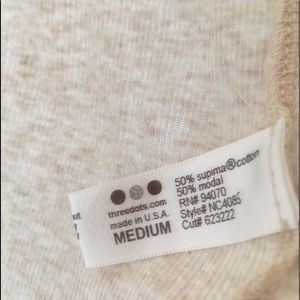 threedots.com
made in U.S.A.
MEDIUM
50% supima®cotton
50% modal
RN# 94070
Style# NC4085
Cut# 623222